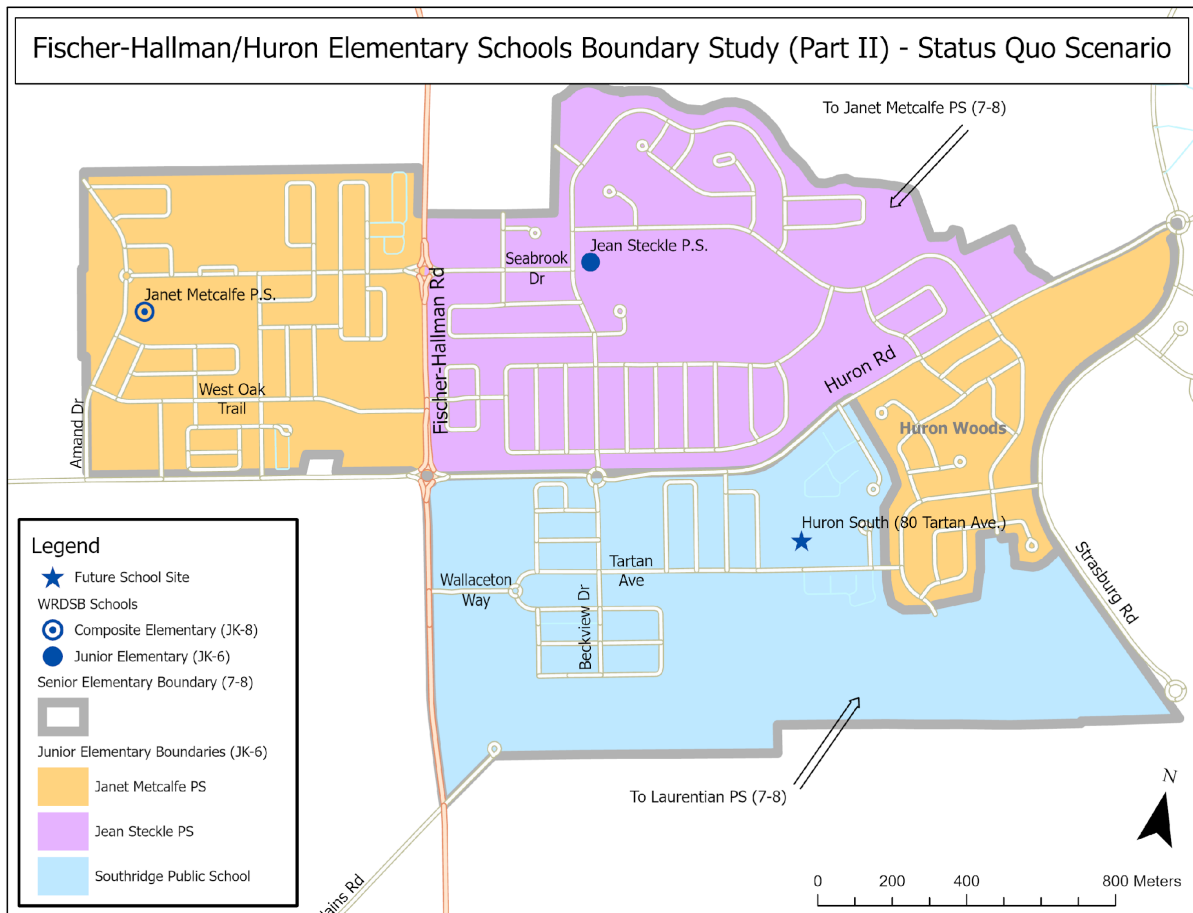 Fischer-Hallman/Huron Elementary Schools Boundary Study (Part II) - Status Quo Scenario
To Janet Metcalfe PS (7-8)
Jean Steckle P.S.
Seabrook
Dr
Janet Metcalfe P.S.
Fischer-Hallman Rd
Huron Rd
West Oak
Trail
Amand Dr
Huron Woods
Huron South (80 Tartan Ave.)
Tartan
Ave
Wallaceton
Way
Beckview Dr
Strasburg Rd
To Laurentian PS (7-8)
Legend
Future School Site
WRDSB Schools
Composite Elementary (JK-8)
Junior Elementary (JK-6)
Senior Elementary Boundary (7-8)
Junior Elementary Boundaries (JK-6)
Janet Metcalfe PS
Jean Steckle PS
Southridge Public School
N
0 200 400 800 Meters